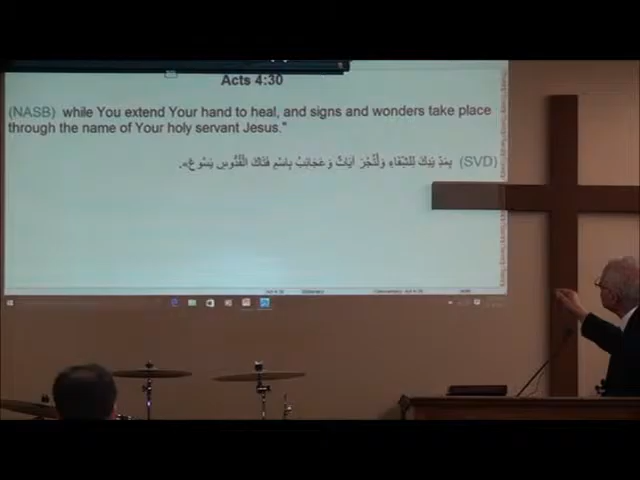 Acts 4:30
(NASB) while You extend Your hand to heal, and signs and wonders take place
through the name of Your holy servant Jesus."
(SVD) بِمَدِّ يَدِكَ لِلشِّفَاءِ وَلْتُجْرَ آيَاتٌ وَعَجَائِبُ بِاسْمِ فَتَاكَ الْقُدُّوسِ يَسُوعَ».